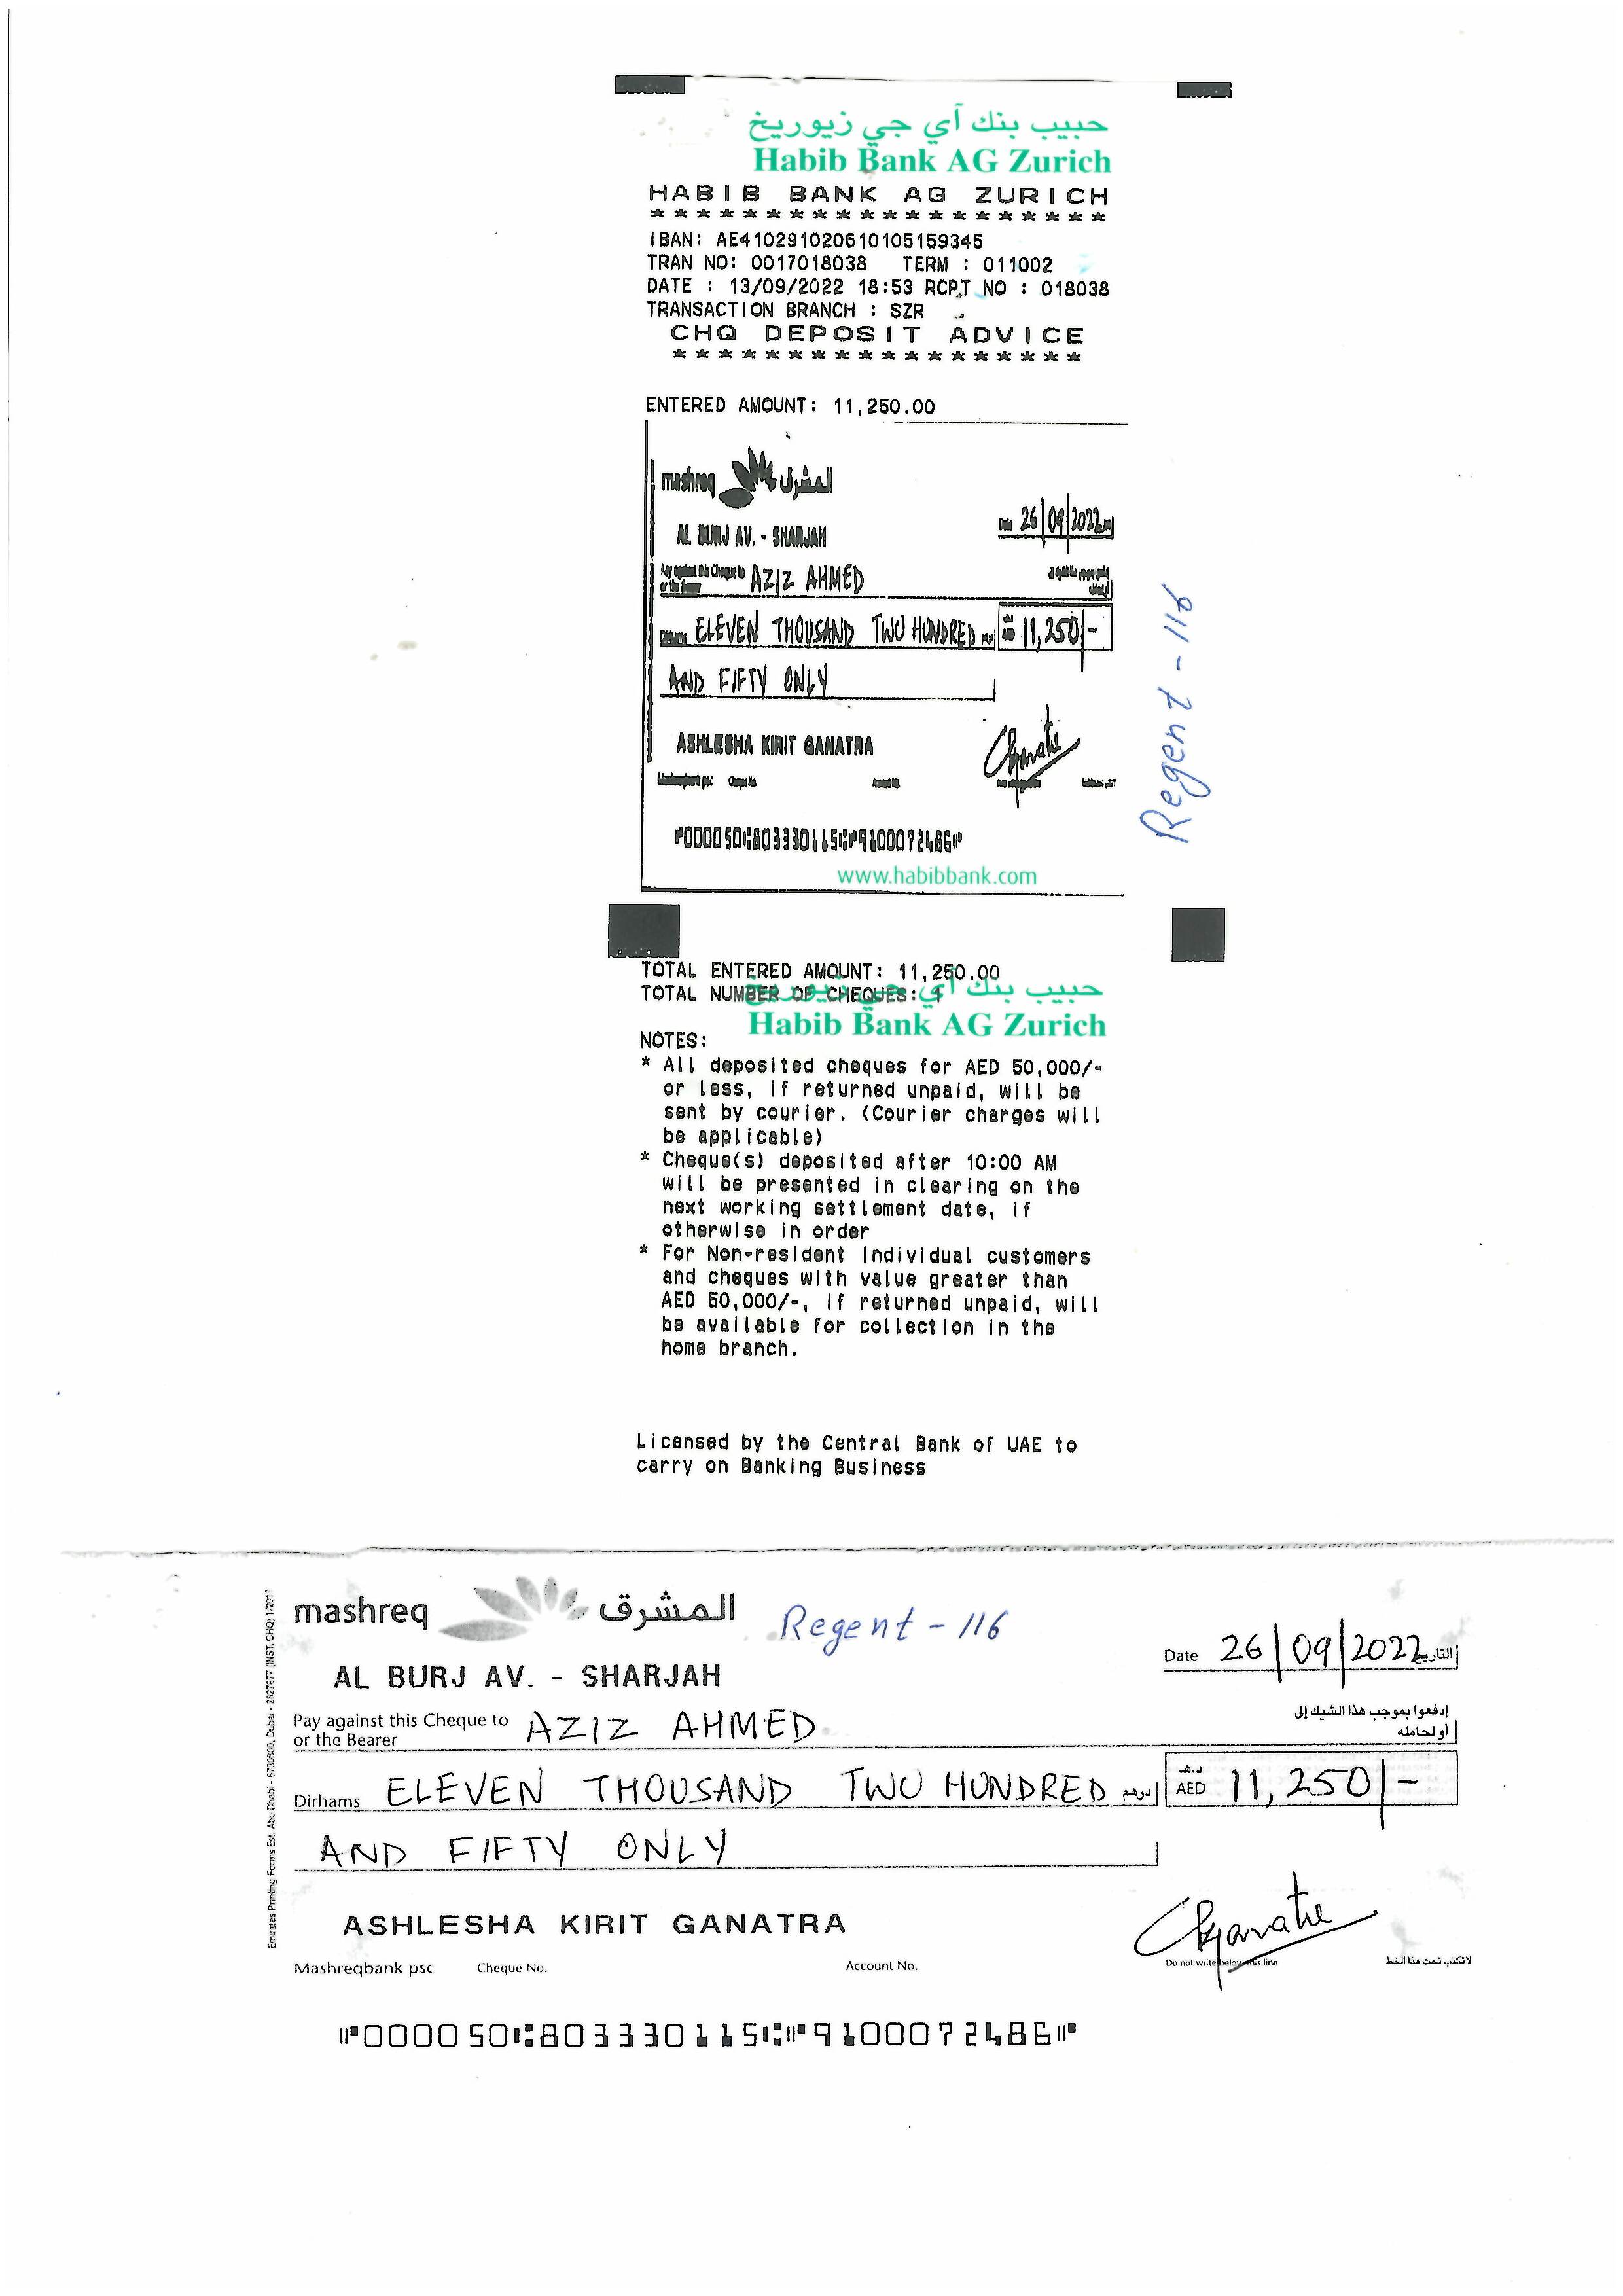 حبيب بنك آي جي زيوريخ
Habib Bank AG Zurich
HABIB BANK AG ZURICH
********************
IBAN: AE410291020610105159345
TRAN NO: 0017018038 TERM : 011002
DATE : 13/09/2022 18:53 RCPT NO : 018038
TRANSACTION BRANCH : SZR
CHQ DEPOSIT ADVICE
******************
ENTERED AMOUNT: 11,250.00
mashreq المشرق
AL BURJ AV. - SHARJAH
Date 26/09/2022
Pay against this Cheque to AZIZ AHMED
or the Bearer
Dirhams ELEVEN THOUSAND TWO HUNDRED درهم 11,250/-
AND FIFTY ONLY
ASHLESHA KIRIT GANATRA
Mashreqbank psc Cheque No. Account No.
⑈000050⑆803330115⑆⑈9100072486⑈
www.habibbank.com
Regent - 116
TOTAL ENTERED AMOUNT: 11,250.00
TOTAL NUMBER OF CHEQUES: 1
حبيب بنك آي جي زيوريخ
Habib Bank AG Zurich
NOTES:
* All deposited cheques for AED 50,000/-
or less, if returned unpaid, will be
sent by courier. (Courier charges will
be applicable)
* Cheque(s) deposited after 10:00 AM
will be presented in clearing on the
next working settlement date, if
otherwise in order
* For Non-resident Individual customers
and cheques with value greater than
AED 50,000/-, if returned unpaid, will
be available for collection in the
home branch.
Licensed by the Central Bank of UAE to
carry on Banking Business
mashreq المشرق
Regent - 116
Date 26/09/2022 التاريخ
AL BURJ AV. - SHARJAH
Pay against this Cheque to AZIZ AHMED إدفعوا بموجب هذا الشيك إلى
or the Bearer أو لحامله
Dirhams ELEVEN THOUSAND TWO HUNDRED درهم د.هـ AED 11,250/-
AND FIFTY ONLY
ASHLESHA KIRIT GANATRA
Mashreqbank psc Cheque No. Account No. Do not write below this line لاتكتب تحت هذا الخط
⑈000050⑆803330115⑆⑈9100072486⑈
Emirates Printing Forms Est. Abu Dhabi - 6730600, Dubai - 2827677 (INST. CHQ) 1/2017